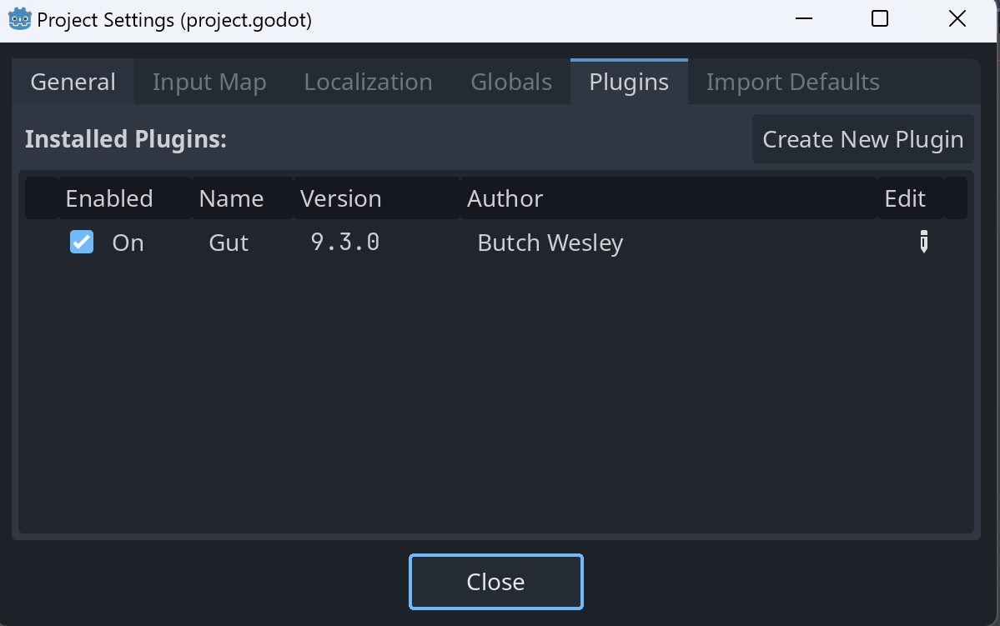 Project Settings (project.godot)
General Input Map Localization Globals Plugins Import Defaults
Installed Plugins: Create New Plugin
Enabled Name Version Author Edit
On Gut 9.3.0 Butch Wesley
Close